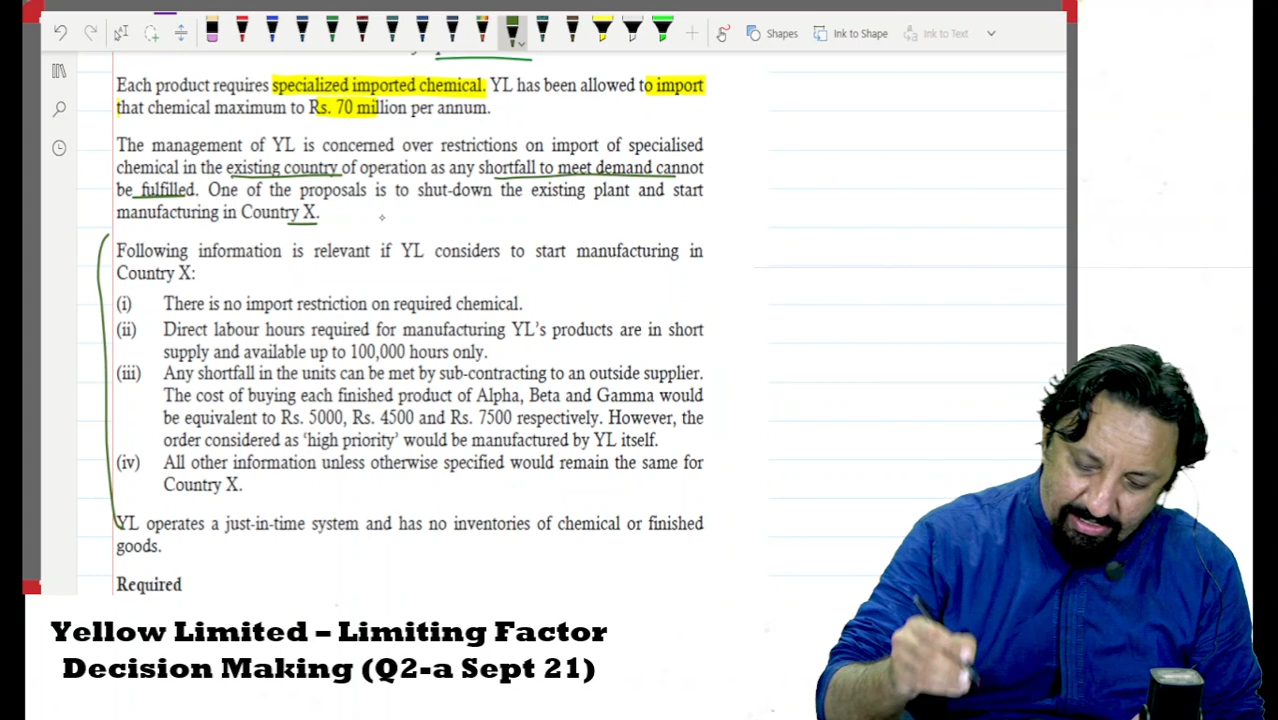 Shapes
Ink to Shape
Ink to Text
Each product requires specialized imported chemical. YL has been allowed to import
that chemical maximum to Rs. 70 million per annum.
The management of YL is concerned over restrictions on import of specialised
chemical in the existing country of operation as any shortfall to meet demand cannot
be fulfilled. One of the proposals is to shut-down the existing plant and start
manufacturing in Country X.
Following information is relevant if YL considers to start manufacturing in
Country X:
(i) There is no import restriction on required chemical.
(ii) Direct labour hours required for manufacturing YL's products are in short
supply and available up to 100,000 hours only.
(iii) Any shortfall in the units can be met by sub-contracting to an outside supplier.
The cost of buying each finished product of Alpha, Beta and Gamma would
be equivalent to Rs. 5000, Rs. 4500 and Rs. 7500 respectively. However, the
order considered as 'high priority' would be manufactured by YL itself.
(iv) All other information unless otherwise specified would remain the same for
Country X.
YL operates a just-in-time system and has no inventories of chemical or finished
goods.
Required
Yellow Limited – Limiting Factor
Decision Making (Q2-a Sept 21)